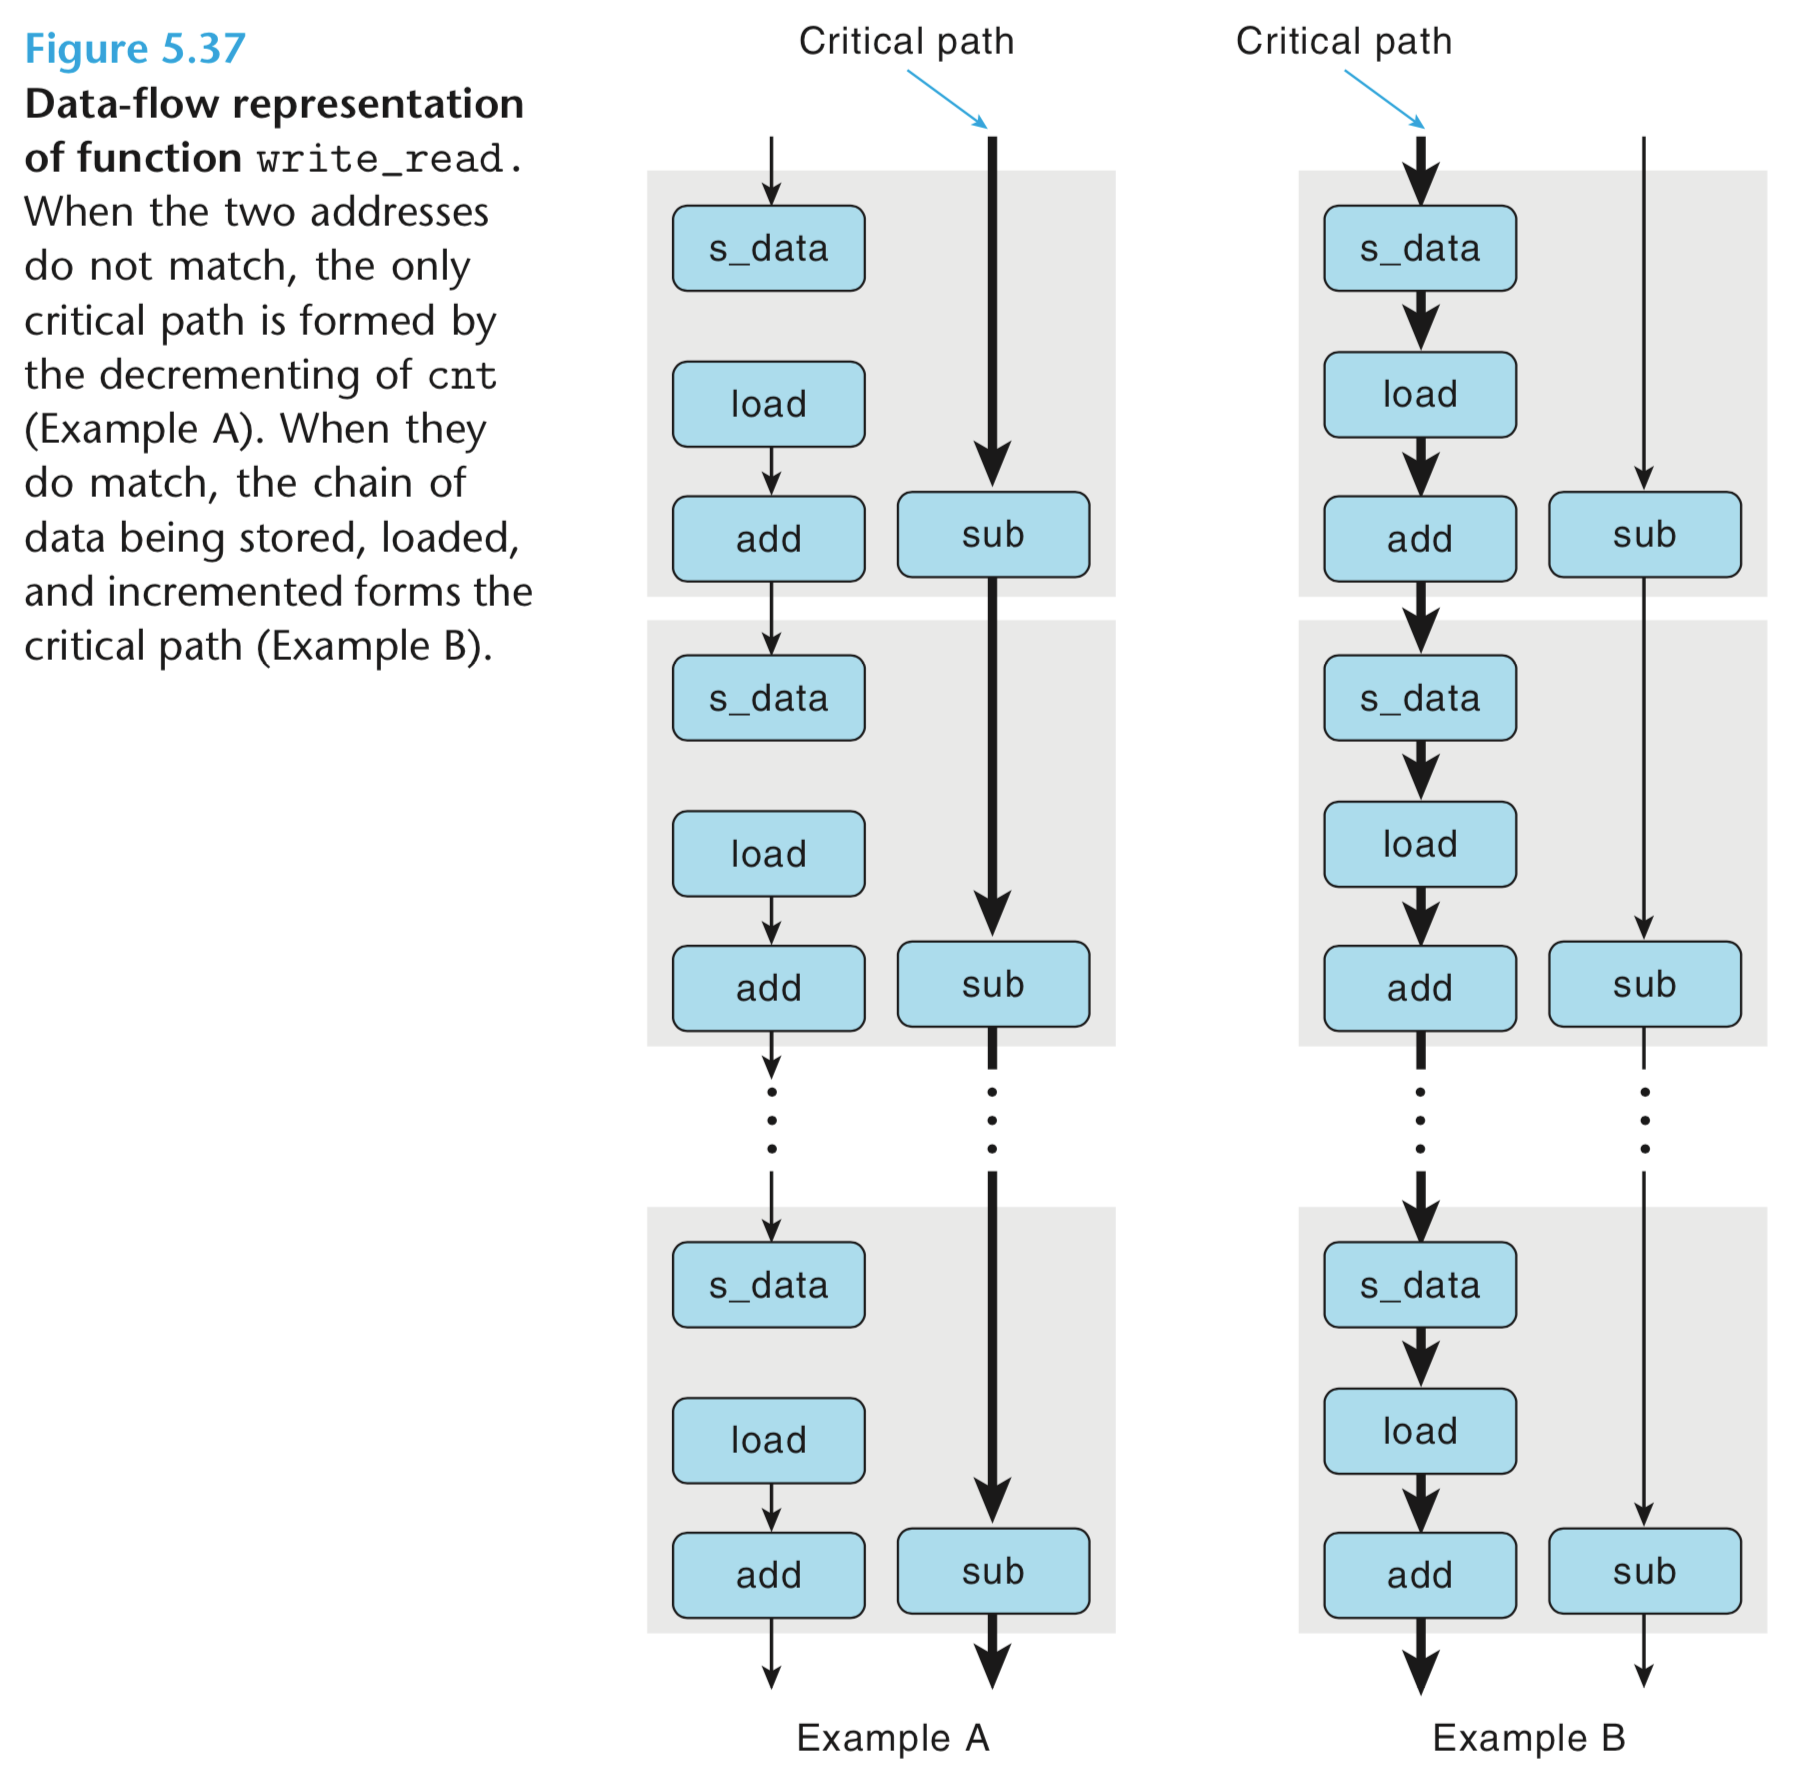 Figure 5.37
Data-flow representation
of function write_read.
When the two addresses
do not match, the only
critical path is formed by
the decrementing of cnt
(Example A). When they
do match, the chain of
data being stored, loaded,
and incremented forms the
critical path (Example B).
Critical path
s_data
load
add
sub
s_data
load
add
sub
s_data
load
add
sub
Example A
Critical path
s_data
load
add
sub
s_data
load
add
sub
s_data
load
add
sub
Example B